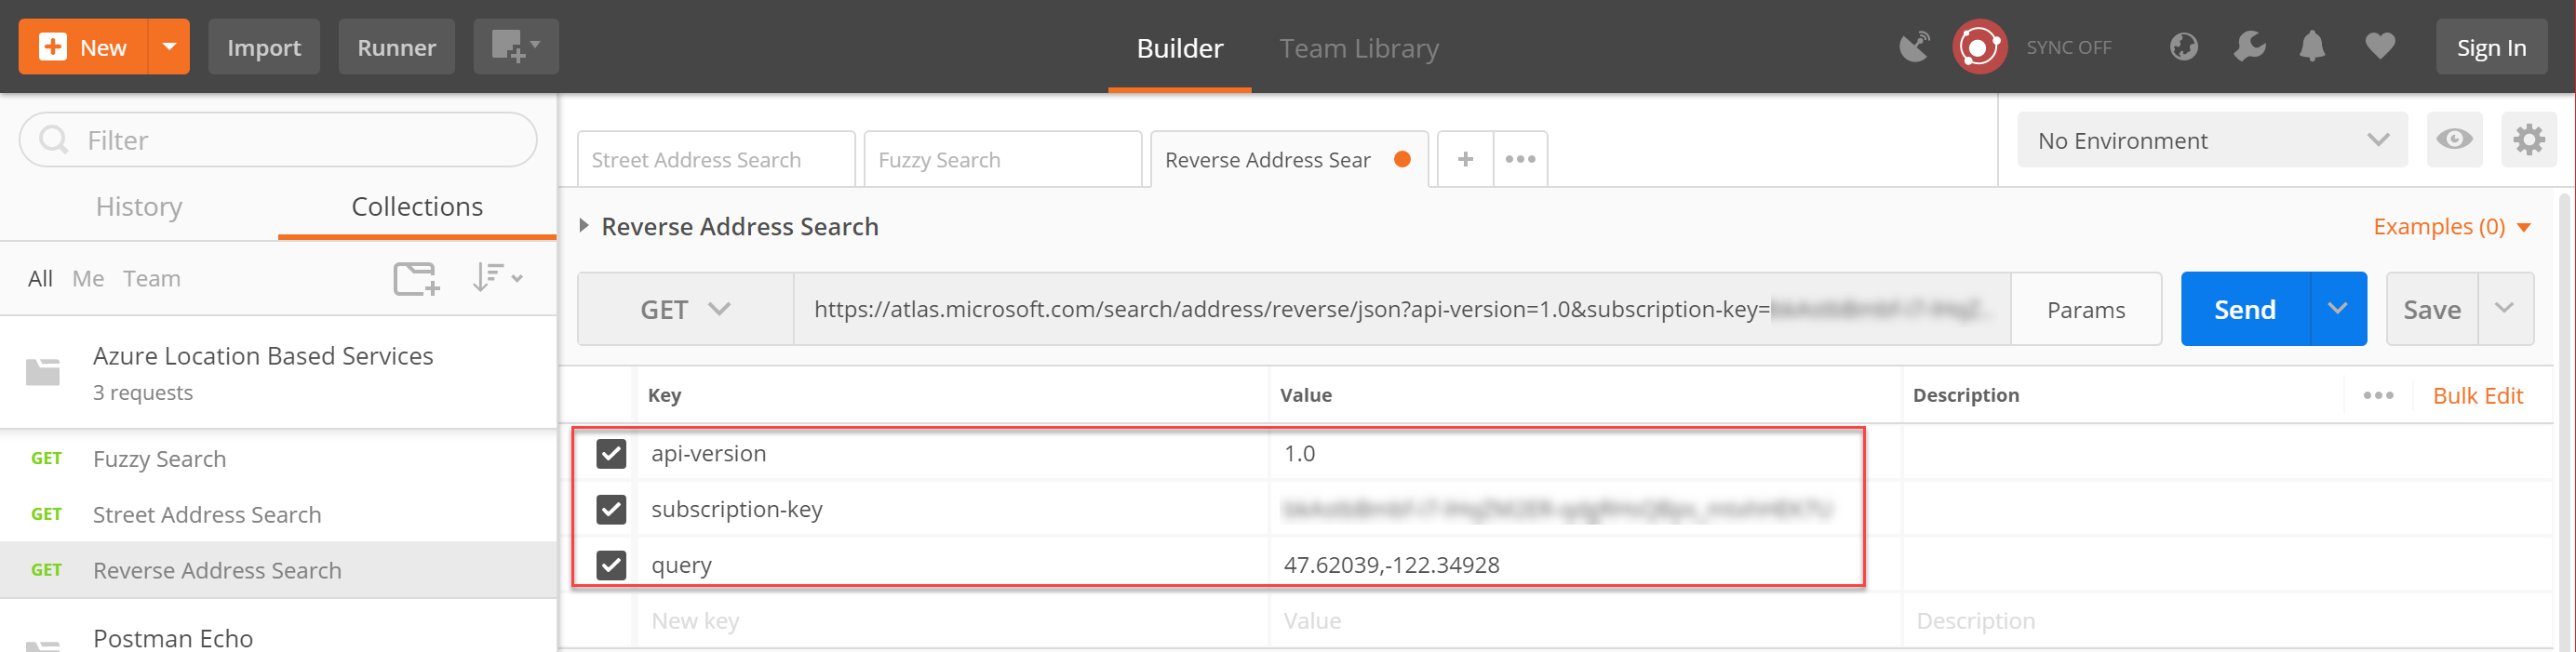 New Import Runner Builder Team Library SYNC OFF Sign In
Filter
History Collections
All Me Team
Azure Location Based Services
3 requests
GET Fuzzy Search
GET Street Address Search
GET Reverse Address Search
Postman Echo
Street Address Search Fuzzy Search Reverse Address Sear + No Environment
Reverse Address Search Examples (0)
GET https://atlas.microsoft.com/search/address/reverse/json?api-version=1.0&subscription-key= Params Send Save
Key Value Description Bulk Edit
api-version 1.0
subscription-key
query 47.62039,-122.34928
New key Value Description